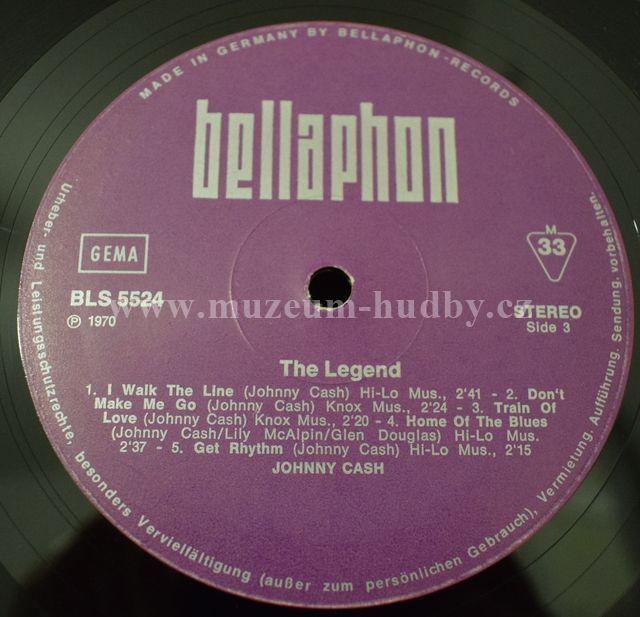 MADE IN GERMANY BY BELLAPHON-RECORDS
bellaphon
GEMA
M
33
BLS 5524
STEREO
℗ 1970
Side 3
www.muzeum-hudby.cz
The Legend
1. I Walk The Line (Johnny Cash) Hi-Lo Mus., 2'41 - 2. Don't
Make Me Go (Johnny Cash) Knox Mus., 2'24 - 3. Train Of
Love (Johnny Cash) Knox Mus., 2'20 - 4. Home Of The Blues
(Johnny Cash/Lily McAlpin/Glen Douglas) Hi-Lo Mus.
2'37 - 5. Get Rhythm (Johnny Cash) Hi-Lo Mus., 2'15
JOHNNY CASH
Urheber- und Leistungsschutzrechte, besonders Vervielfältigung (außer zum persönlichen Gebrauch), Vermietung, Aufführung, Sendung, vorbehalten.